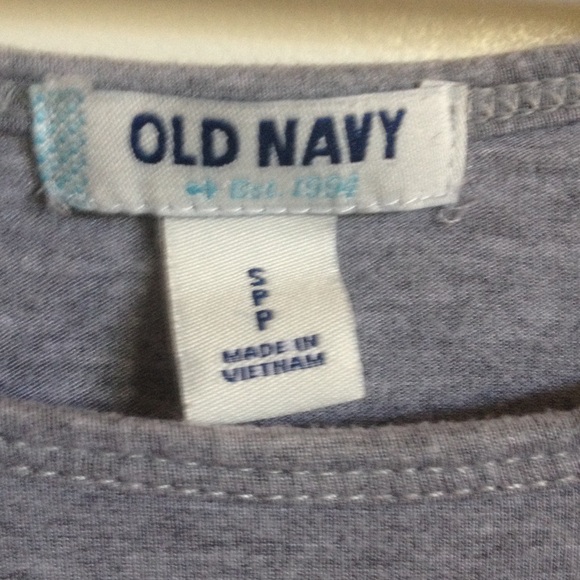 OLD NAVY
Est. 1994
S
P
P
MADE IN
VIETNAM